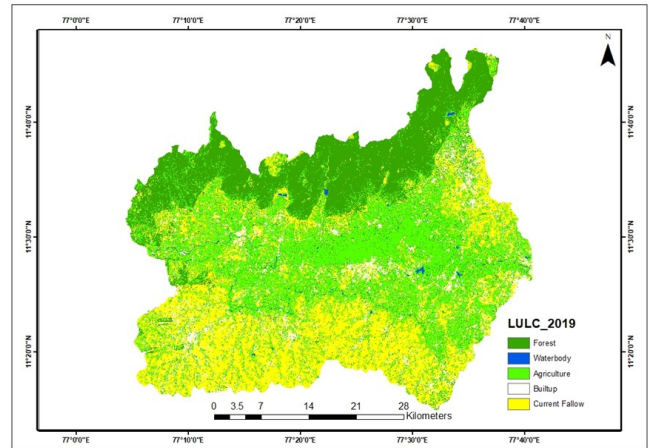 77°0'0"E 77°10'0"E 77°20'0"E 77°30'0"E 77°40'0"E
N
11°40'0"N 11°40'0"N
11°30'0"N 11°30'0"N
11°20'0"N 11°20'0"N
LULC_2019
Forest
Waterbody
Agriculture
Builtup
Current Fallow
0 3.5 7 14 21 28
Kilometers
77°0'0"E 77°10'0"E 77°20'0"E 77°30'0"E 77°40'0"E